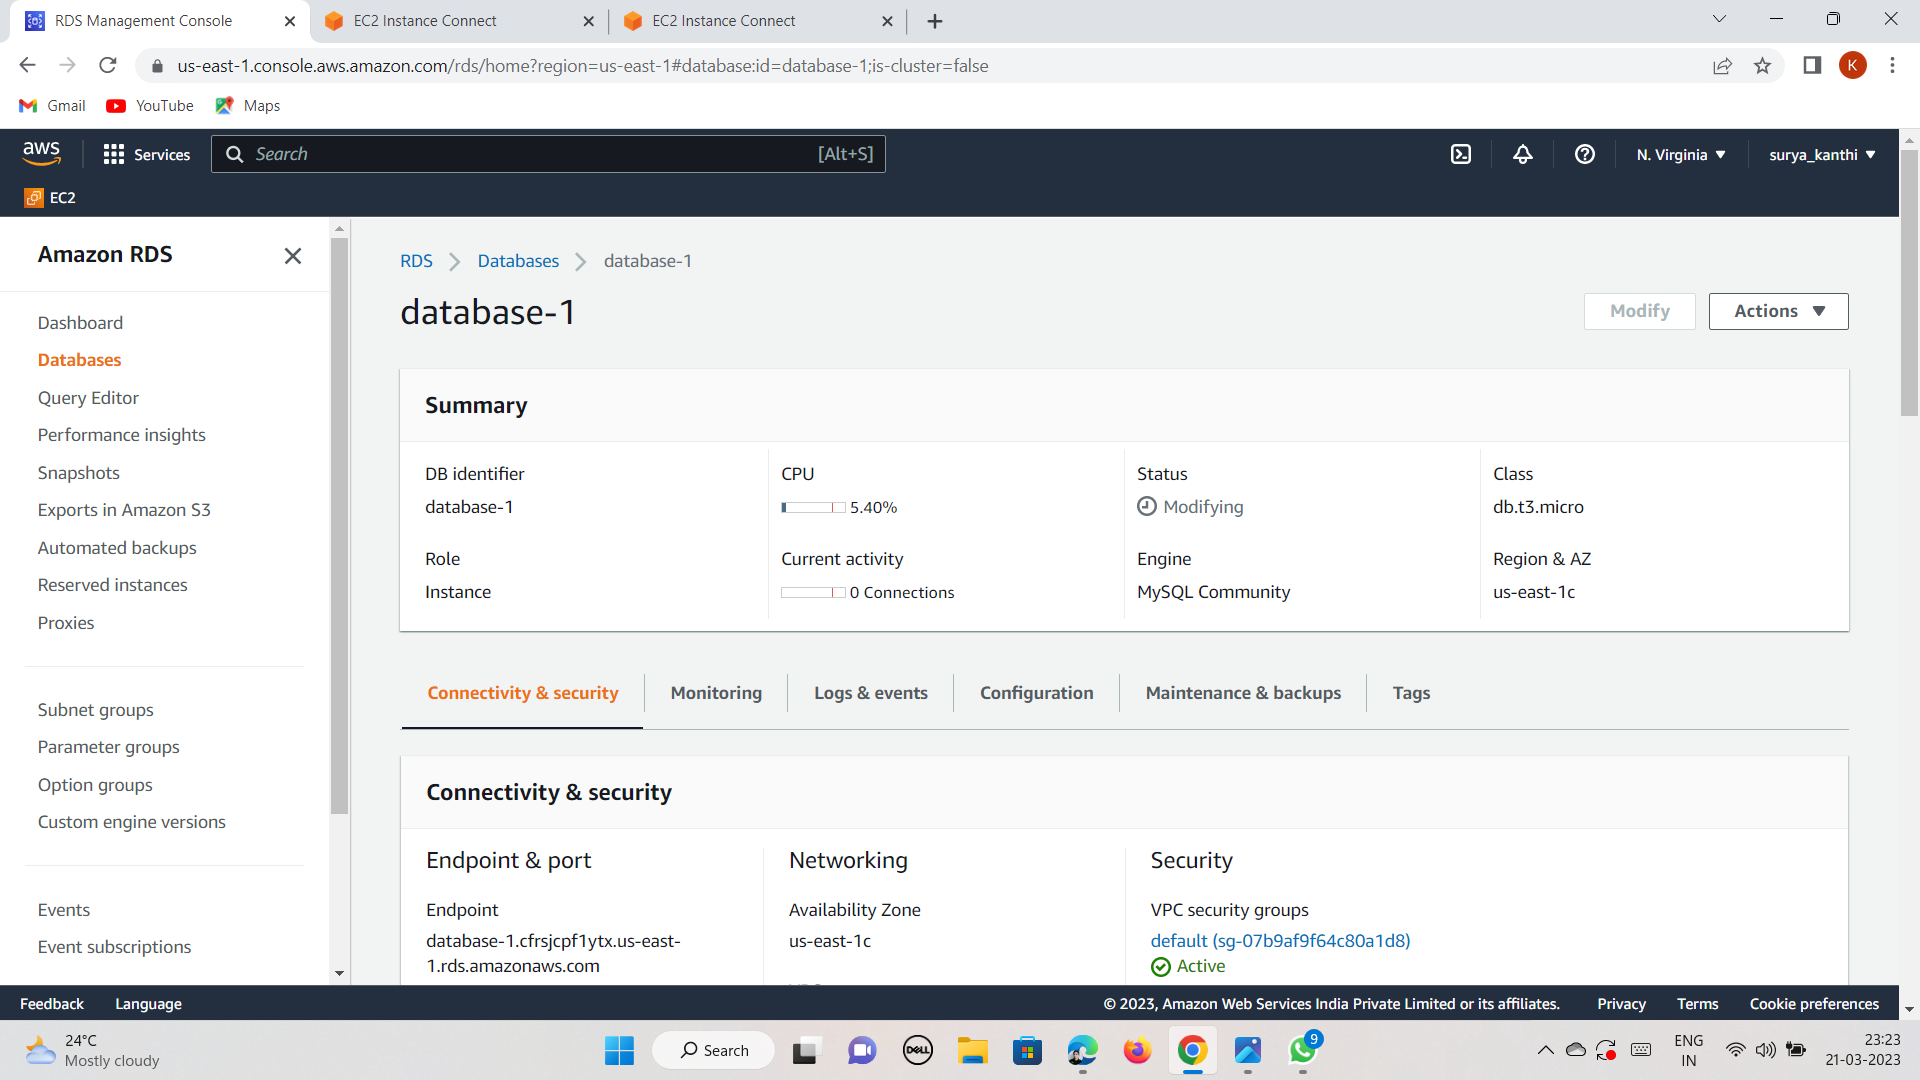 RDS Management Console
EC2 Instance Connect
EC2 Instance Connect
us-east-1.console.aws.amazon.com/rds/home?region=us-east-1#database:id=database-1;is-cluster=false
K
Gmail
YouTube
Maps
aws
Services
Search
[Alt+S]
N. Virginia
surya_kanthi
EC2
Amazon RDS
Dashboard
Databases
Query Editor
Performance insights
Snapshots
Exports in Amazon S3
Automated backups
Reserved instances
Proxies
Subnet groups
Parameter groups
Option groups
Custom engine versions
Events
Event subscriptions
RDS
Databases
database-1
database-1
Modify
Actions
Summary
DB identifier
database-1
CPU
5.40%
Status
Modifying
Class
db.t3.micro
Role
Instance
Current activity
0 Connections
Engine
MySQL Community
Region & AZ
us-east-1c
Connectivity & security
Monitoring
Logs & events
Configuration
Maintenance & backups
Tags
Connectivity & security
Endpoint & port
Endpoint
database-1.cfrsjcpf1ytx.us-east-
1.rds.amazonaws.com
Networking
Availability Zone
us-east-1c
Security
VPC security groups
default (sg-07b9af9f64c80a1d8)
Active
Feedback
Language
© 2023, Amazon Web Services India Private Limited or its affiliates.
Privacy
Terms
Cookie preferences
24°C
Mostly cloudy
Search
DELL
9
ENG
IN
23:23
21-03-2023